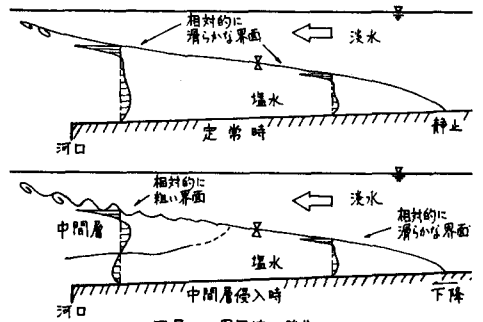 相対的に
滑らかな界面
淡水
塩水
定常時
静止
河口
相対的に
粗い界面
淡水
中間層
相対的に
滑らかな界面
塩水
河口
中間層侵入時
下降